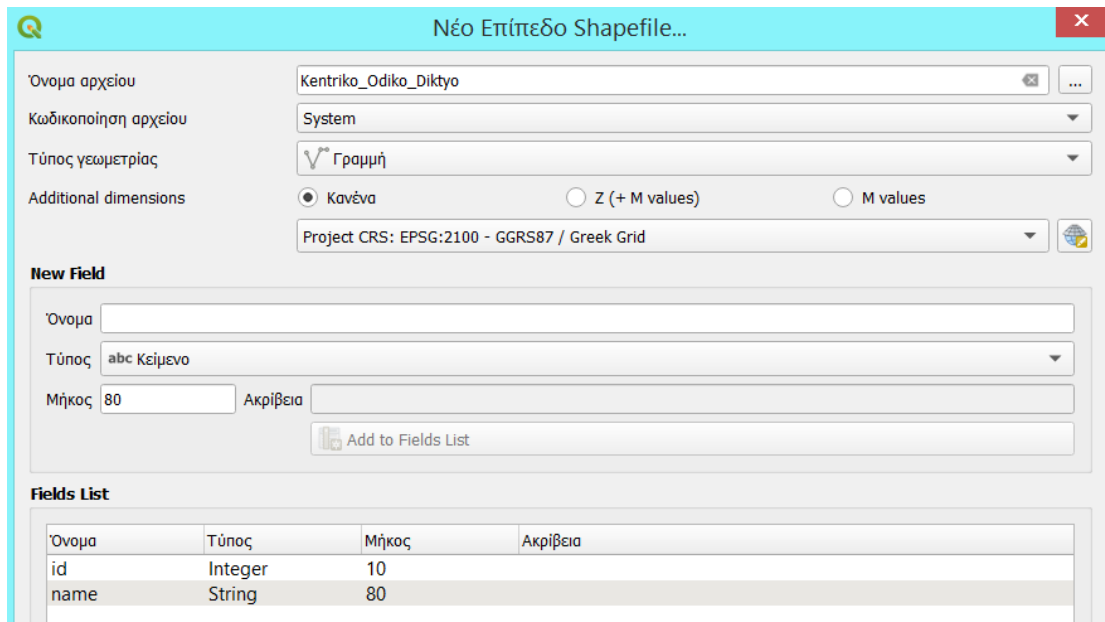 Νέο Επίπεδο Shapefile...
Όνομα αρχείου Kentriko_Odiko_Diktyo ...
Κωδικοποίηση αρχείου System
Τύπος γεωμετρίας Γραμμή
Additional dimensions Κανένα Z (+ M values) M values
Project CRS: EPSG:2100 - GGRS87 / Greek Grid
New Field
Όνομα
Τύπος abc Κείμενο
Μήκος 80 Ακρίβεια
Add to Fields List
Fields List
Όνομα Τύπος Μήκος Ακρίβεια
id Integer 10
name String 80